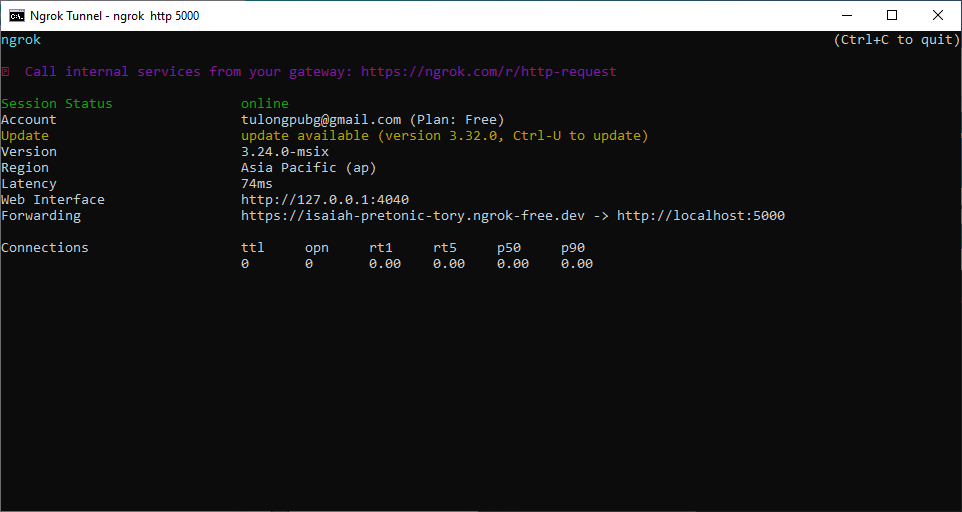 Ngrok Tunnel - ngrok http 5000
ngrok (Ctrl+C to quit)
Call internal services from your gateway: https://ngrok.com/r/http-request
Session Status online
Account tulongpubg@gmail.com (Plan: Free)
Update update available (version 3.32.0, Ctrl-U to update)
Version 3.24.0-msix
Region Asia Pacific (ap)
Latency 74ms
Web Interface http://127.0.0.1:4040
Forwarding https://isaiah-pretonic-tory.ngrok-free.dev -> http://localhost:5000
Connections ttl opn rt1 rt5 p50 p90
0 0 0.00 0.00 0.00 0.00